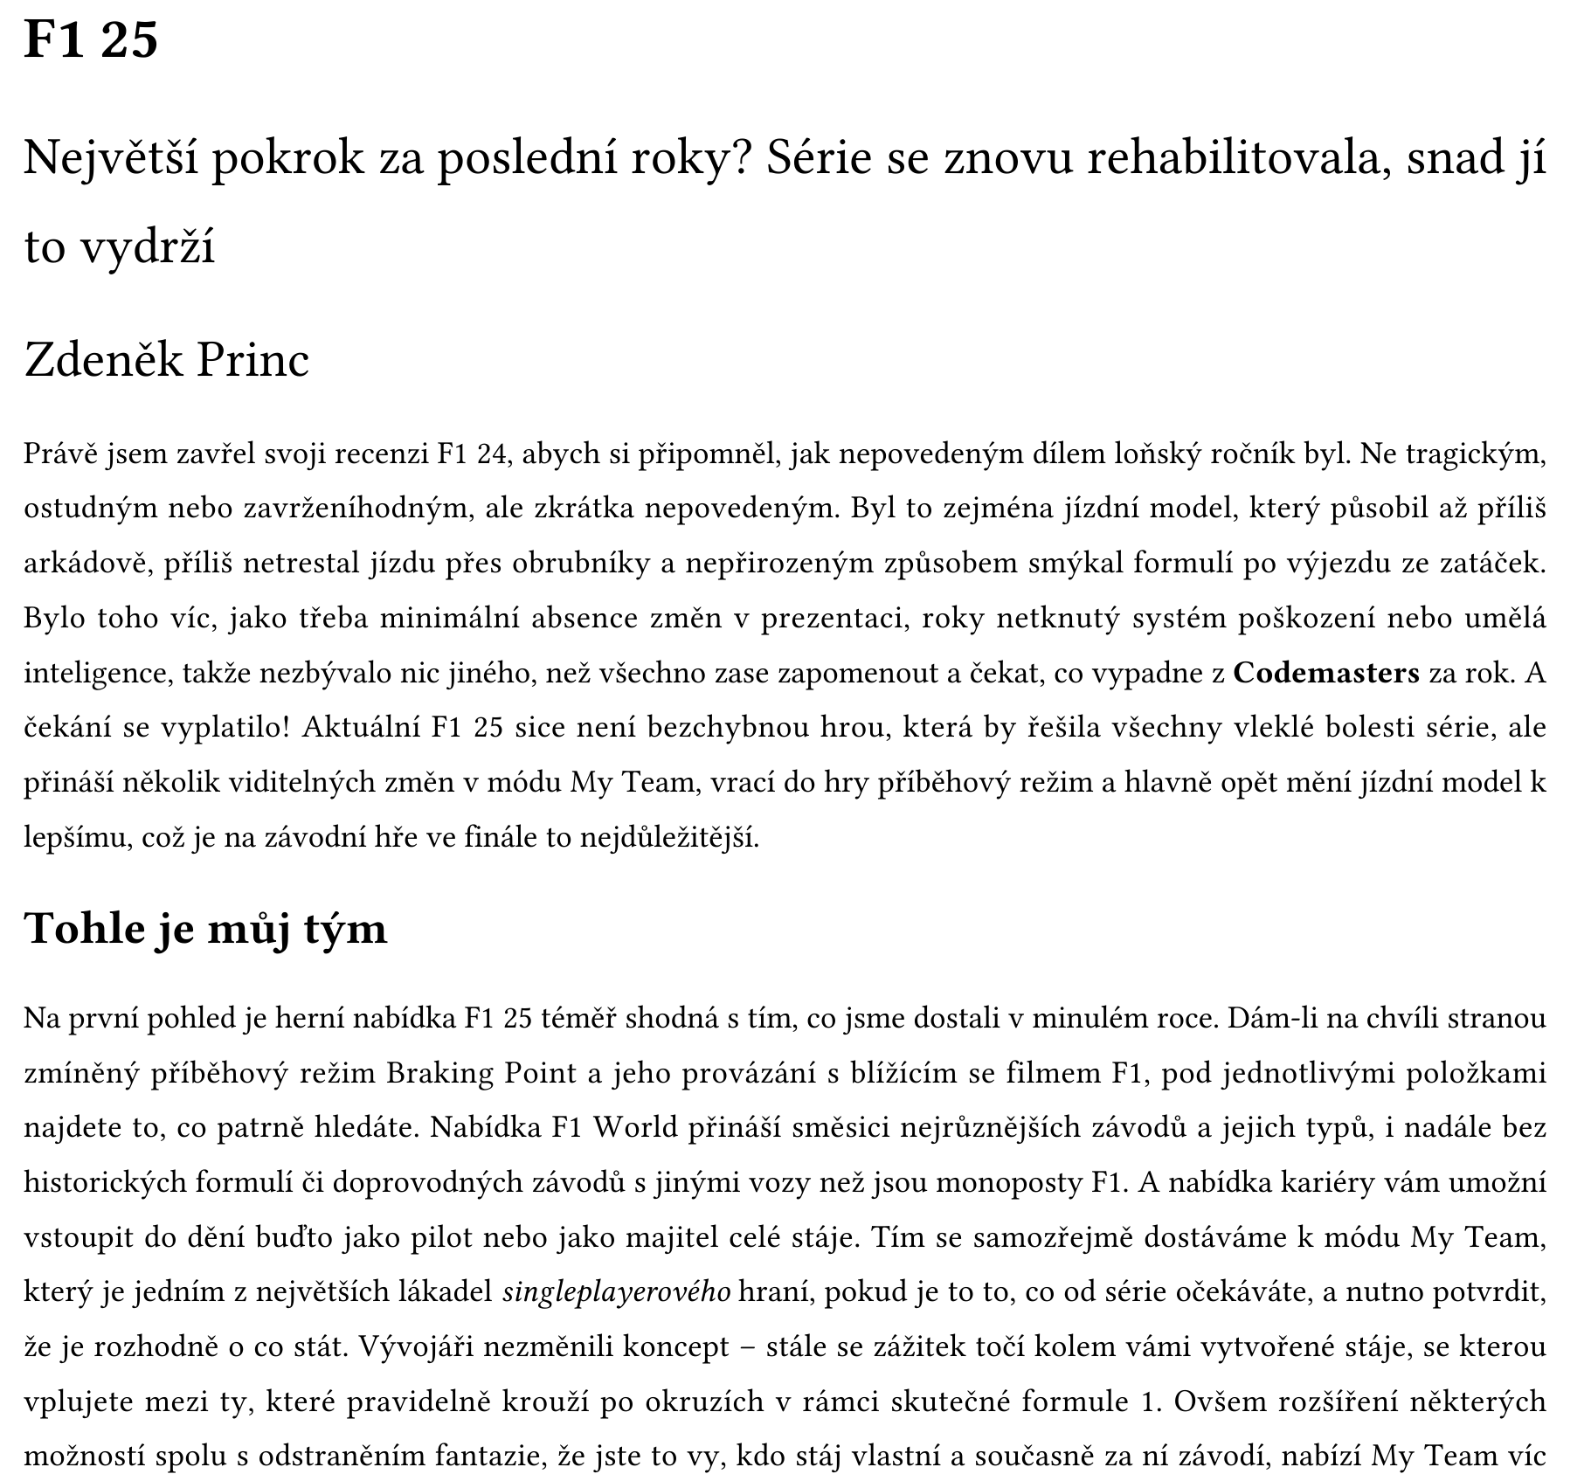 F1 25
Největší pokrok za poslední roky? Série se znovu rehabilitovala, snad jí
to vydrží
Zdeněk Princ
Právě jsem zavřel svoji recenzi F1 24, abych si připomněl, jak nepovedeným dílem loňský ročník byl. Ne tragickým,
ostudným nebo zavrženíhodným, ale zkrátka nepovedeným. Byl to zejména jízdní model, který působil až příliš
arkádově, příliš netrestal jízdu přes obrubníky a nepřirozeným způsobem smýkal formulí po výjezdu ze zatáček.
Bylo toho víc, jako třeba minimální absence změn v prezentaci, roky netknutý systém poškození nebo umělá
inteligence, takže nezbývalo nic jiného, než všechno zase zapomenout a čekat, co vypadne z Codemasters za rok. A
čekání se vyplatilo! Aktuální F1 25 sice není bezchybnou hrou, která by řešila všechny vleklé bolesti série, ale
přináší několik viditelných změn v módu My Team, vrací do hry příběhový režim a hlavně opět mění jízdní model k
lepšímu, což je na závodní hře ve finále to nejdůležitější.
Tohle je můj tým
Na první pohled je herní nabídka F1 25 téměř shodná s tím, co jsme dostali v minulém roce. Dám-li na chvíli stranou
zmíněný příběhový režim Braking Point a jeho provázání s blížícím se filmem F1, pod jednotlivými položkami
najdete to, co patrně hledáte. Nabídka F1 World přináší směsici nejrůznějších závodů a jejich typů, i nadále bez
historických formulí či doprovodných závodů s jinými vozy než jsou monoposty F1. A nabídka kariéry vám umožní
vstoupit do dění buďto jako pilot nebo jako majitel celé stáje. Tím se samozřejmě dostáváme k módu My Team,
který je jedním z největších lákadel singleplayerového hraní, pokud je to to, co od série očekáváte, a nutno potvrdit,
že je rozhodně o co stát. Vývojáři nezměnili koncept – stále se zážitek točí kolem vámi vytvořené stáje, se kterou
vplujete mezi ty, které pravidelně krouží po okruzích v rámci skutečné formule 1. Ovšem rozšíření některých
možností spolu s odstraněním fantazie, že jste to vy, kdo stáj vlastní a současně za ní závodí, nabízí My Team víc